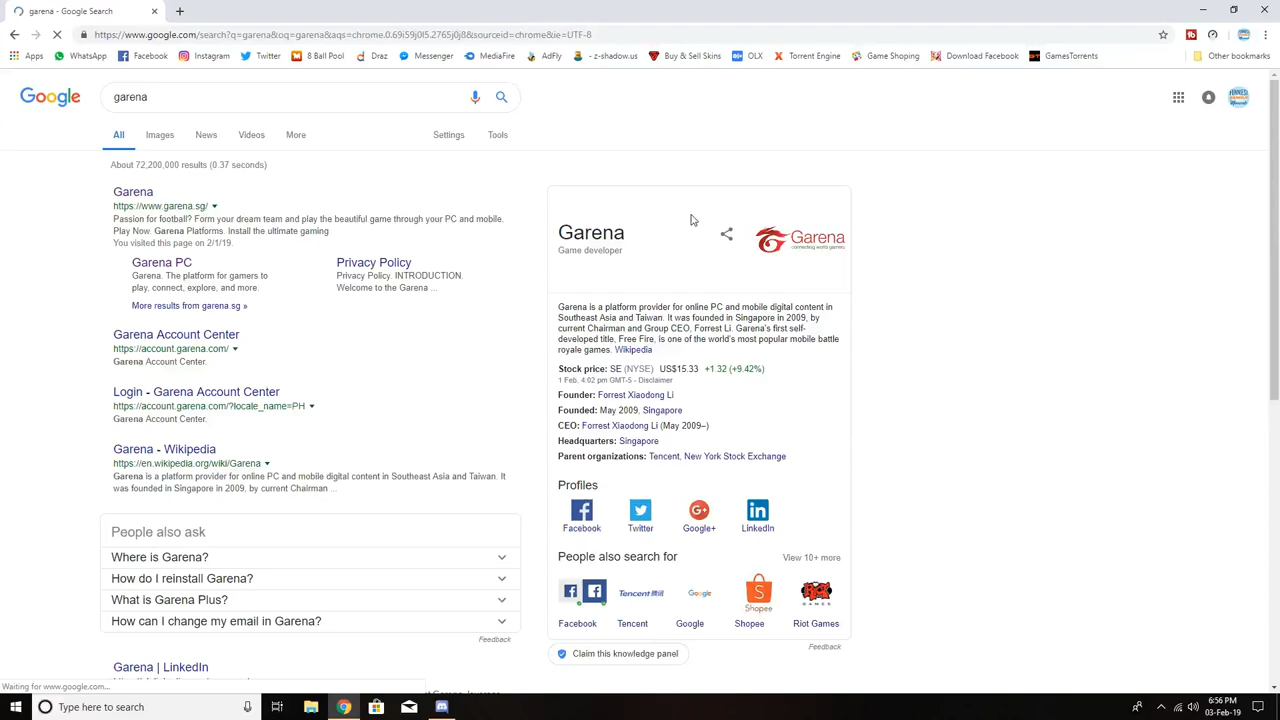 garena - Google Search
https://www.google.com/search?q=garena&oq=garena&aqs=chrome.0.69i59j0l5.2765j0j8&sourceid=chrome&ie=UTF-8
Apps WhatsApp Facebook Instagram Twitter 8 Ball Pool Draz Messenger MediaFire AdFly - z-shadow.us Buy & Sell Skins OLX Torrent Engine Game Shoping Download Facebook GamesTorrents Other bookmarks
Google garena
All Images News Videos More Settings Tools
About 72,200,000 results (0.37 seconds)
Garena
https://www.garena.sg/
Passion for football? Form your dream team and play the beautiful game through your PC and mobile.
Play Now. Garena Platforms. Install the ultimate gaming
You visited this page on 2/1/19.
Garena PC
Garena. The platform for gamers to
play, connect, explore, and more.
Privacy Policy
Privacy Policy. INTRODUCTION.
Welcome to the Garena ...
More results from garena.sg »
Garena Account Center
https://account.garena.com/
Garena Account Center.
Login - Garena Account Center
https://account.garena.com/?locale_name=PH
Garena Account Center.
Garena - Wikipedia
https://en.wikipedia.org/wiki/Garena
Garena is a platform provider for online PC and mobile digital content in Southeast Asia and Taiwan. It
was founded in Singapore in 2009, by current Chairman ...
People also ask
Where is Garena?
How do I reinstall Garena?
What is Garena Plus?
How can I change my email in Garena?
Feedback
Garena | LinkedIn
Garena
Game developer
Garena
connecting world gamers
Garena is a platform provider for online PC and mobile digital content in
Southeast Asia and Taiwan. It was founded in Singapore in 2009, by
current Chairman and Group CEO, Forrest Li. Garena's first self-
developed title, Free Fire, is one of the world's most popular mobile battle
royale games. Wikipedia
Stock price: SE (NYSE) US$15.33 +1.32 (+9.42%)
1 Feb, 4:02 pm GMT-5 - Disclaimer
Founder: Forrest Xiaodong Li
Founded: May 2009, Singapore
CEO: Forrest Xiaodong Li (May 2009–)
Headquarters: Singapore
Parent organizations: Tencent, New York Stock Exchange
Profiles
Facebook Twitter Google+ LinkedIn
People also search for View 10+ more
Tencent Google Shopee RIOT GAMES
Facebook Tencent Google Shopee Riot Games
Feedback
Claim this knowledge panel
Waiting for www.google.com...
Type here to search
6:56 PM
03-Feb-19